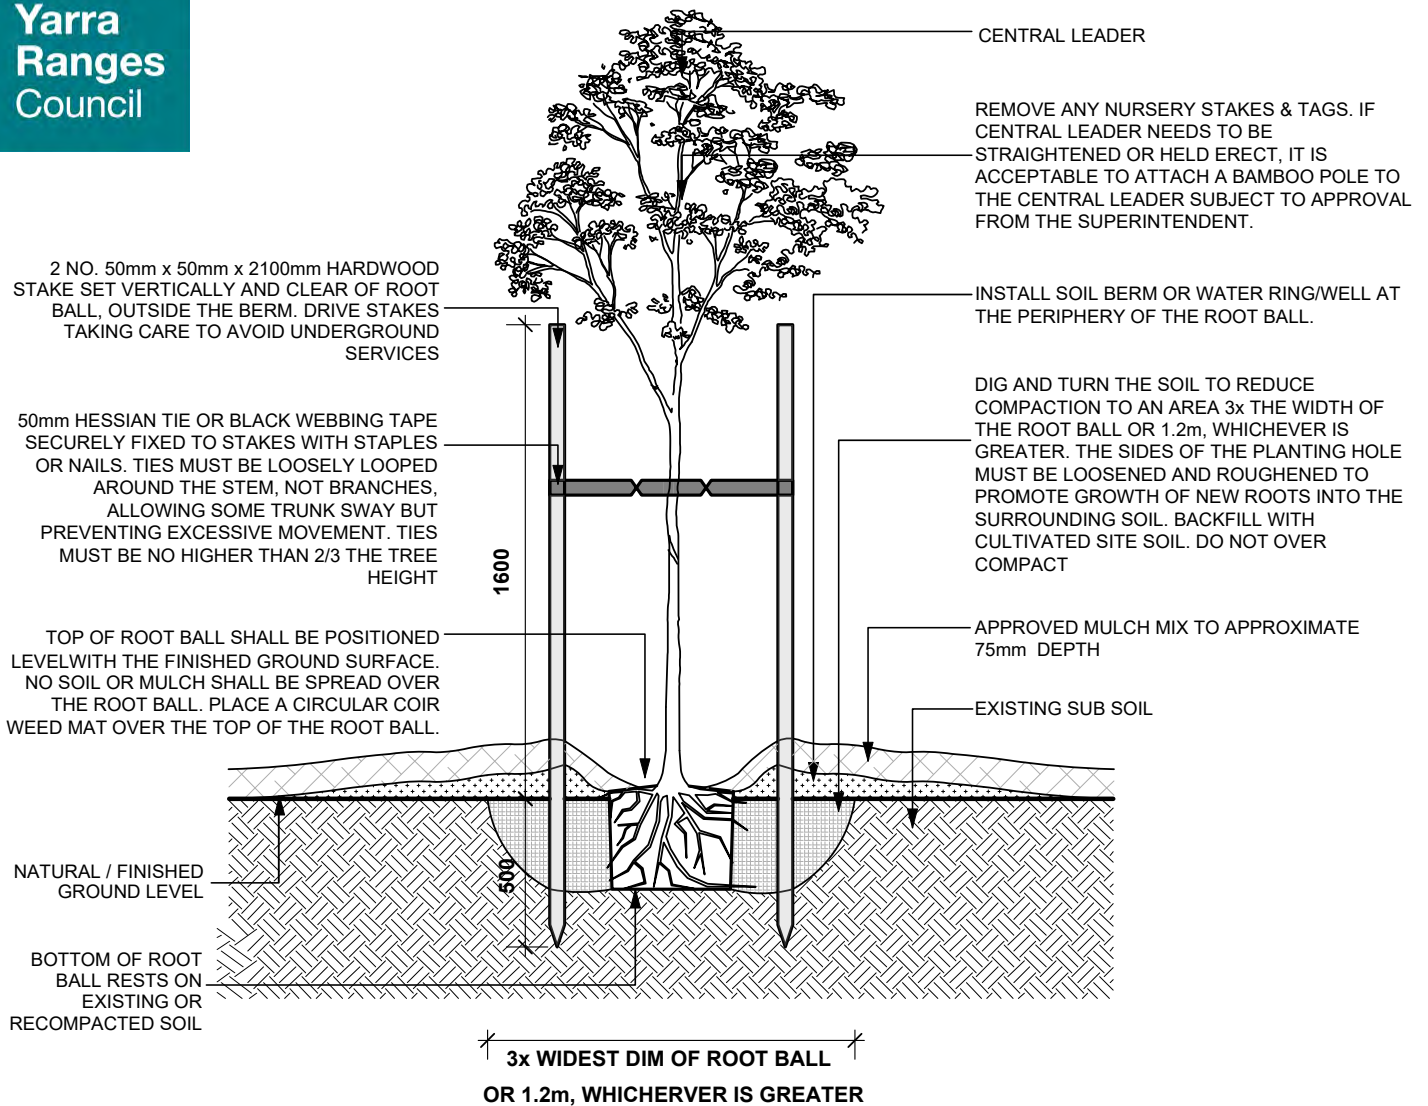 Yarra
Ranges
Council
CENTRAL LEADER
REMOVE ANY NURSERY STAKES & TAGS. IF
CENTRAL LEADER NEEDS TO BE
STRAIGHTENED OR HELD ERECT, IT IS
ACCEPTABLE TO ATTACH A BAMBOO POLE TO
THE CENTRAL LEADER SUBJECT TO APPROVAL
FROM THE SUPERINTENDENT.
2 NO. 50mm x 50mm x 2100mm HARDWOOD
STAKE SET VERTICALLY AND CLEAR OF ROOT
BALL, OUTSIDE THE BERM. DRIVE STAKES
TAKING CARE TO AVOID UNDERGROUND
SERVICES
INSTALL SOIL BERM OR WATER RING/WELL AT
THE PERIPHERY OF THE ROOT BALL.
50mm HESSIAN TIE OR BLACK WEBBING TAPE
SECURELY FIXED TO STAKES WITH STAPLES
OR NAILS. TIES MUST BE LOOSELY LOOPED
AROUND THE STEM, NOT BRANCHES,
ALLOWING SOME TRUNK SWAY BUT
PREVENTING EXCESSIVE MOVEMENT. TIES
MUST BE NO HIGHER THAN 2/3 THE TREE
HEIGHT
DIG AND TURN THE SOIL TO REDUCE
COMPACTION TO AN AREA 3x THE WIDTH OF
THE ROOT BALL OR 1.2m, WHICHEVER IS
GREATER. THE SIDES OF THE PLANTING HOLE
MUST BE LOOSENED AND ROUGHENED TO
PROMOTE GROWTH OF NEW ROOTS INTO THE
SURROUNDING SOIL. BACKFILL WITH
CULTIVATED SITE SOIL. DO NOT OVER
COMPACT
1600
TOP OF ROOT BALL SHALL BE POSITIONED
LEVELWITH THE FINISHED GROUND SURFACE.
NO SOIL OR MULCH SHALL BE SPREAD OVER
THE ROOT BALL. PLACE A CIRCULAR COIR
WEED MAT OVER THE TOP OF THE ROOT BALL.
APPROVED MULCH MIX TO APPROXIMATE
75mm DEPTH
EXISTING SUB SOIL
500
NATURAL / FINISHED
GROUND LEVEL
BOTTOM OF ROOT
BALL RESTS ON
EXISTING OR
RECOMPACTED SOIL
3x WIDEST DIM OF ROOT BALL
OR 1.2m, WHICHERVER IS GREATER